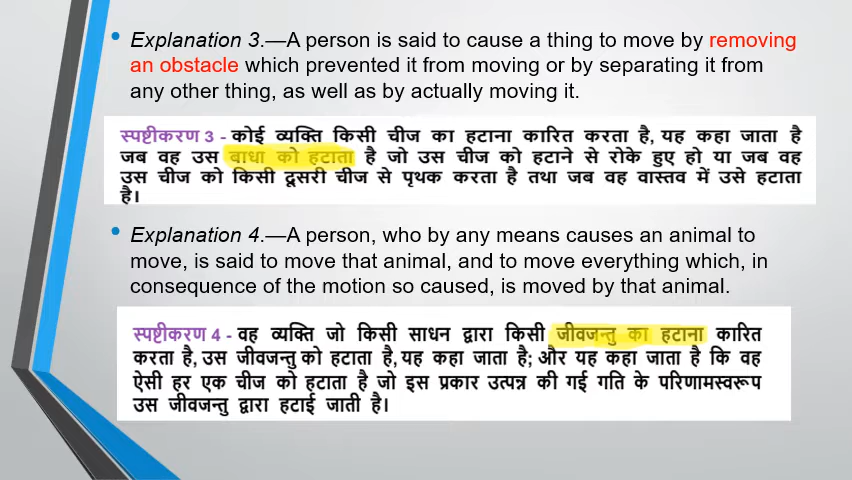 • Explanation 3.—A person is said to cause a thing to move by removing
an obstacle which prevented it from moving or by separating it from
any other thing, as well as by actually moving it.
स्पष्टीकरण 3 - कोई व्यक्ति किसी चीज का हटाना कारित करता है, यह कहा जाता है
जब वह उस बाधा को हटाता है जो उस चीज को हटाने से रोके हुए हो या जब वह
उस चीज को किसी दूसरी चीज से पृथक करता है तथा जब वह वास्तव में उसे हटाता
है।
• Explanation 4.—A person, who by any means causes an animal to
move, is said to move that animal, and to move everything which, in
consequence of the motion so caused, is moved by that animal.
स्पष्टीकरण 4 - वह व्यक्ति जो किसी साधन द्वारा किसी जीवजन्तु का हटाना कारित
करता है, उस जीवजन्तु को हटाता है, यह कहा जाता है; और यह कहा जाता है कि वह
ऐसी हर एक चीज को हटाता है जो इस प्रकार उत्पन्न की गई गति के परिणामस्वरूप
उस जीवजन्तु द्वारा हटाई जाती है।